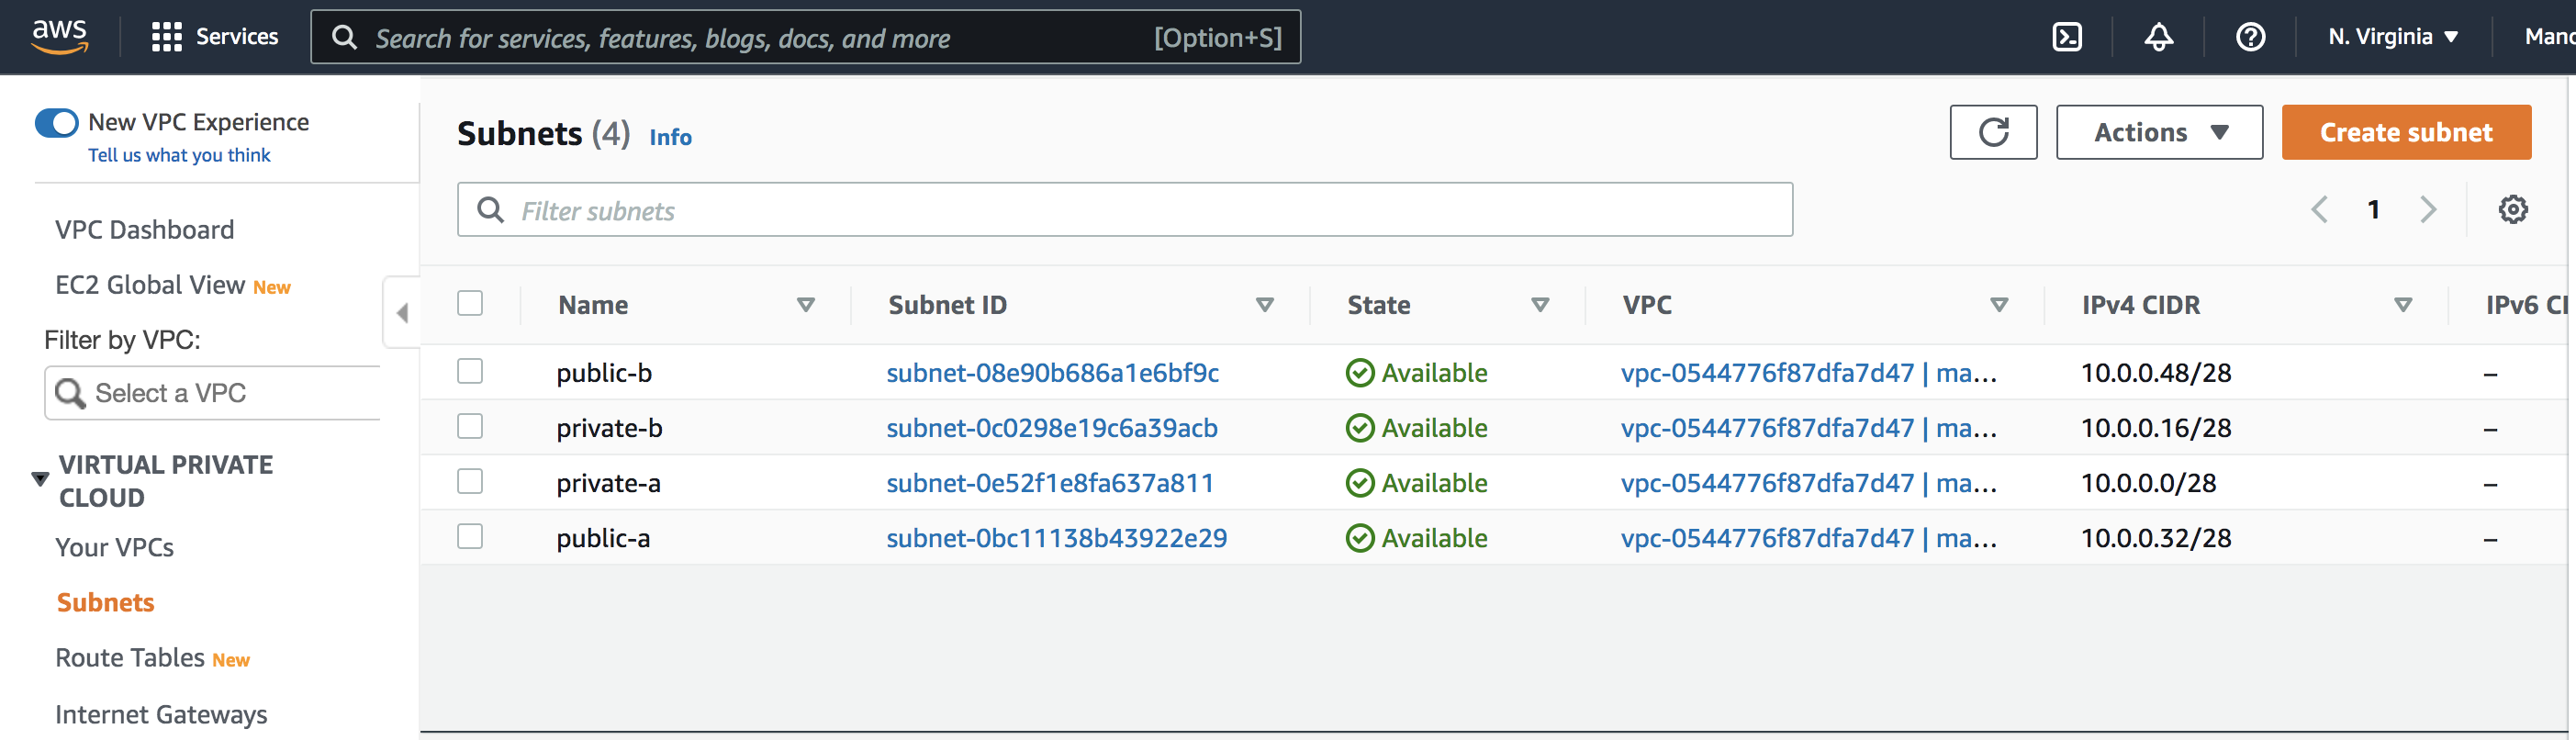 aws Services Search for services, features, blogs, docs, and more [Option+S] N. Virginia
New VPC Experience
Tell us what you think
VPC Dashboard
EC2 Global View New
Filter by VPC:
Select a VPC
VIRTUAL PRIVATE
CLOUD
Your VPCs
Subnets
Route Tables New
Internet Gateways
Subnets (4) Info Actions Create subnet
Filter subnets 1
Name Subnet ID State VPC IPv4 CIDR IPv6
public-b subnet-08e90b686a1e6bf9c Available vpc-0544776f87dfa7d47 | ma... 10.0.0.48/28 –
private-b subnet-0c0298e19c6a39acb Available vpc-0544776f87dfa7d47 | ma... 10.0.0.16/28 –
private-a subnet-0e52f1e8fa637a811 Available vpc-0544776f87dfa7d47 | ma... 10.0.0.0/28 –
public-a subnet-0bc11138b43922e29 Available vpc-0544776f87dfa7d47 | ma... 10.0.0.32/28 –